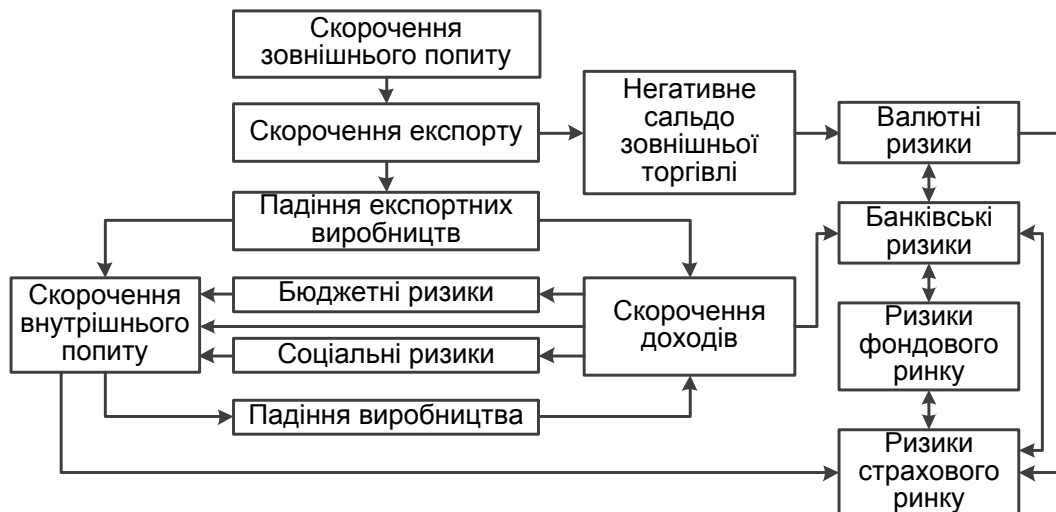 Скорочення
зовнішнього попиту
Скорочення експорту
Негативне
сальдо
зовнішньої
торгівлі
Валютні
ризики
Падіння експортних
виробництв
Банківські
ризики
Скорочення
внутрішнього
попиту
Бюджетні ризики
Соціальні ризики
Падіння виробництва
Скорочення
доходів
Ризики
фондового
ринку
Ризики
страхового
ринку